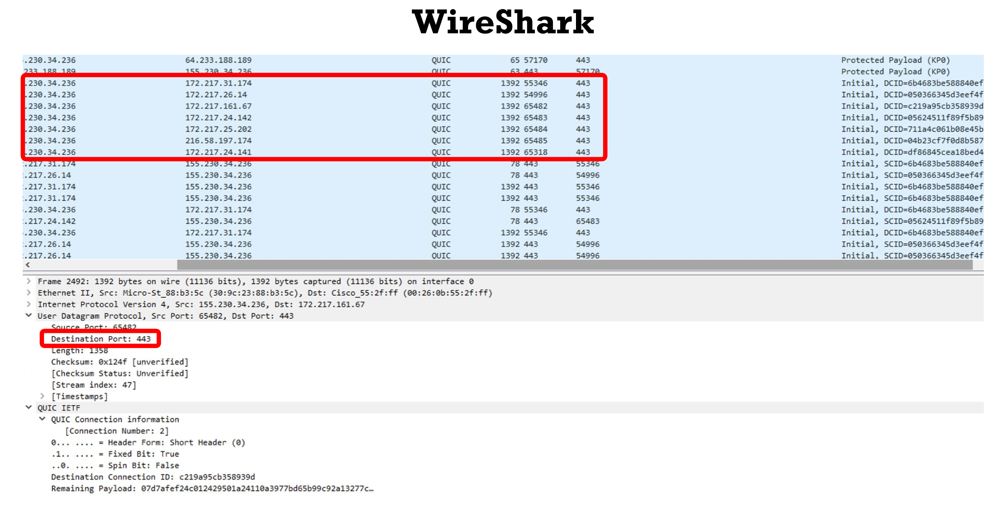 WireShark
.230.34.236 64.233.188.189 QUIC 65 57170 443 Protected Payload (KP0)
233.188.189 155.230.34.236 QUIC 63 443 57170 Protected Payload (KP0)
.230.34.236 172.217.31.174 QUIC 1392 55346 443 Initial, DCID=6b4683be588840ef
.230.34.236 172.217.26.14 QUIC 1392 54996 443 Initial, DCID=050366345d3eef4f
.230.34.236 172.217.161.67 QUIC 1392 65482 443 Initial, DCID=c219a95cb358939d
.230.34.236 172.217.24.142 QUIC 1392 65483 443 Initial, DCID=05624511f89f5b89
.230.34.236 172.217.25.202 QUIC 1392 65484 443 Initial, DCID=711a4c061b08e45b
.230.34.236 216.58.197.174 QUIC 1392 65485 443 Initial, DCID=04b23cf7f0d8b587
.230.34.236 172.217.24.141 QUIC 1392 65318 443 Initial, DCID=df86845cea18bed4
.217.31.174 155.230.34.236 QUIC 78 443 55346 Initial, SCID=6b4683be588840ef
.217.26.14 155.230.34.236 QUIC 78 443 54996 Initial, SCID=050366345d3eef4f
.217.31.174 155.230.34.236 QUIC 1392 443 55346 Initial, SCID=6b4683be588840ef
.217.31.174 155.230.34.236 QUIC 1392 443 55346 Initial, SCID=6b4683be588840ef
.230.34.236 172.217.31.174 QUIC 78 55346 443 Initial, DCID=6b4683be588840ef
.217.24.142 155.230.34.236 QUIC 78 443 65483 Initial, SCID=05624511f89f5b89
.230.34.236 172.217.31.174 QUIC 1392 55346 443 Initial, DCID=6b4683be588840ef
.217.26.14 155.230.34.236 QUIC 1392 443 54996 Initial, SCID=050366345d3eef4f
.217.26.14 155.230.34.236 QUIC 1392 443 54996 Initial, SCID=050366345d3eef4f
Frame 2492: 1392 bytes on wire (11136 bits), 1392 bytes captured (11136 bits) on interface 0
Ethernet II, Src: Micro-St_88:b3:5c (30:9c:23:88:b3:5c), Dst: Cisco_55:2f:ff (00:26:0b:55:2f:ff)
Internet Protocol Version 4, Src: 155.230.34.236, Dst: 172.217.161.67
User Datagram Protocol, Src Port: 65482, Dst Port: 443
Source Port: 65482
Destination Port: 443
Length: 1358
Checksum: 0x124f [unverified]
[Checksum Status: Unverified]
[Stream index: 47]
[Timestamps]
QUIC IETF
QUIC Connection information
[Connection Number: 2]
0... .... = Header Form: Short Header (0)
.1.. .... = Fixed Bit: True
..0. .... = Spin Bit: False
Destination Connection ID: c219a95cb358939d
Remaining Payload: 07d7afef24c012429501a24110a3977bd65b99c92a13277c…